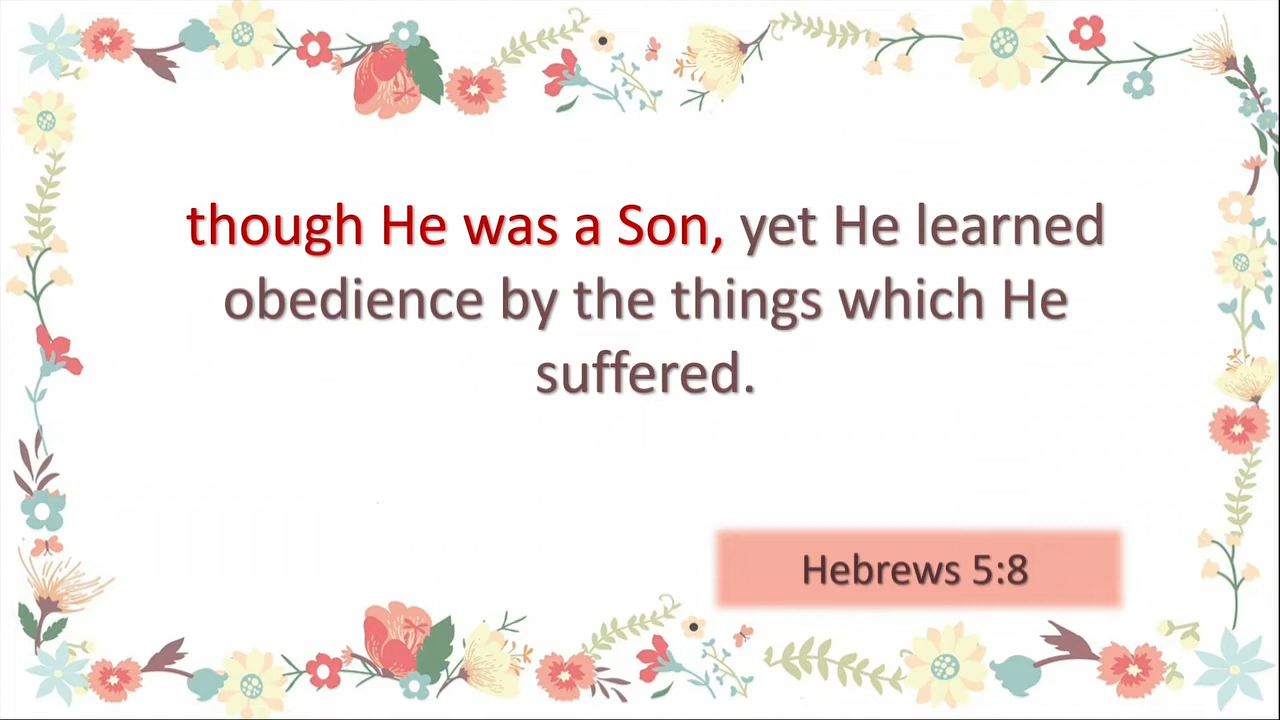 though He was a Son, yet He learned
obedience by the things which He
suffered.
Hebrews 5:8